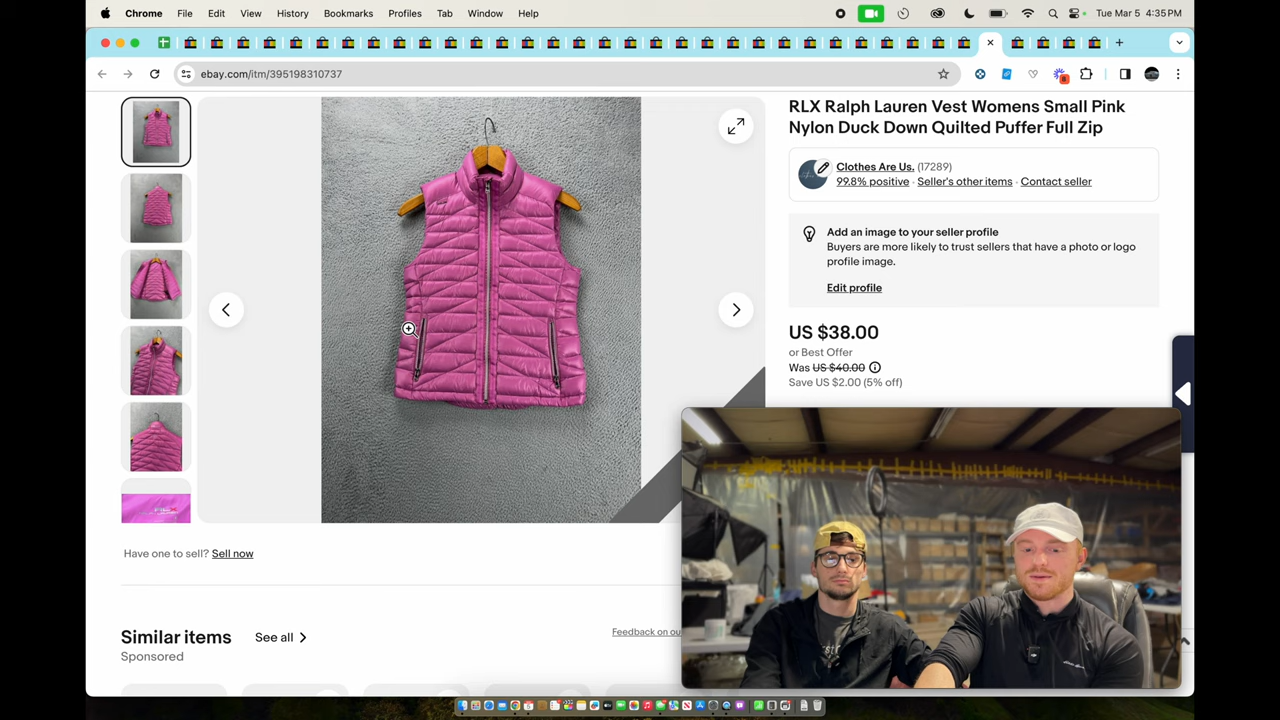 Chrome File Edit View History Bookmarks Profiles Tab Window Help
Tue Mar 5 4:35 PM
ebay.com/itm/395198310737
RLX Ralph Lauren Vest Womens Small Pink
Nylon Duck Down Quilted Puffer Full Zip
Clothes Are Us. (17289)
99.8% positive · Seller's other items · Contact seller
Add an image to your seller profile
Buyers are more likely to trust sellers that have a photo or logo
profile image.
Edit profile
US $38.00
or Best Offer
Was US $40.00
Save US $2.00 (5% off)
Have one to sell? Sell now
Similar items See all
Feedback on ou
Sponsored